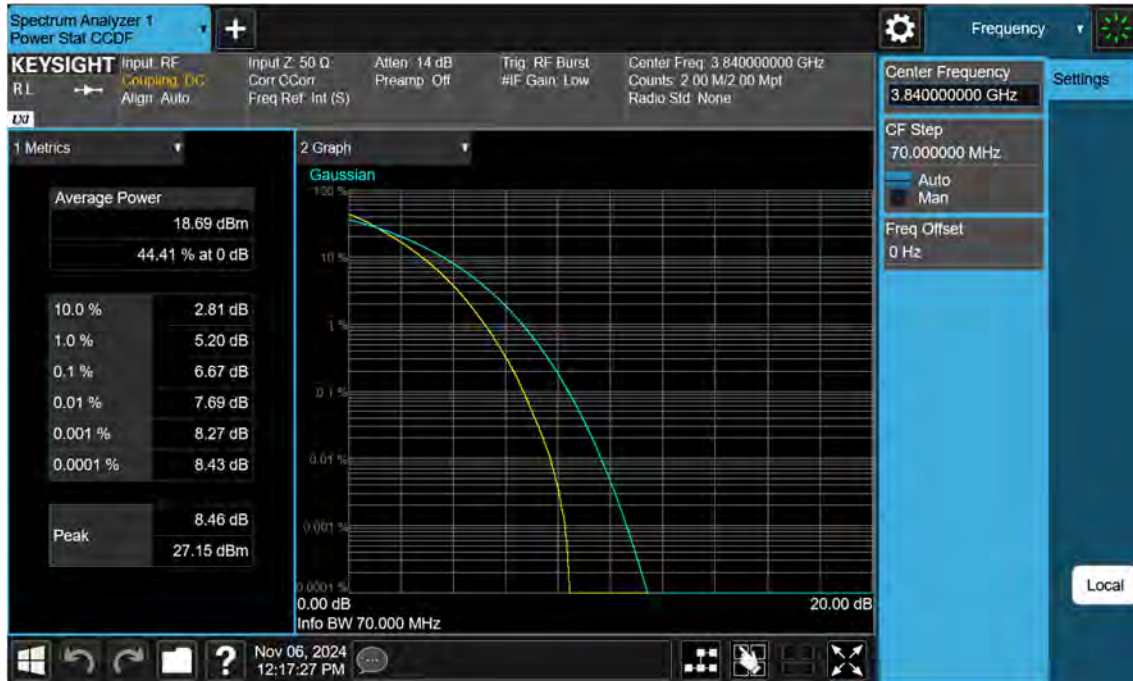 Spectrum Analyzer 1
Power Stat CCDF
+
Frequency
KEYSIGHT
RL
LXI
Input: RF
Coupling: DC
Align: Auto
Input Z: 50 Ω
Corr CCorr
Freq Ref: Int (S)
Atten: 14 dB
Preamp: Off
Trig: RF Burst
#IF Gain: Low
Center Freq: 3.840000000 GHz
Counts: 2.00 M/2.00 Mpt
Radio Std: None
Center Frequency
3.840000000 GHz
Settings
CF Step
70.000000 MHz
Auto
Man
Freq Offset
0 Hz
1 Metrics
Average Power
18.69 dBm
44.41 % at 0 dB
10.0 % 2.81 dB
1.0 % 5.20 dB
0.1 % 6.67 dB
0.01 % 7.69 dB
0.001 % 8.27 dB
0.0001 % 8.43 dB
Peak
8.46 dB
27.15 dBm
2 Graph
Gaussian
100 %
10 %
1 %
0.1 %
0.01 %
0.001 %
0.0001 %
0.00 dB
20.00 dB
Info BW 70.000 MHz
Local
?
Nov 06, 2024
12:17:27 PM